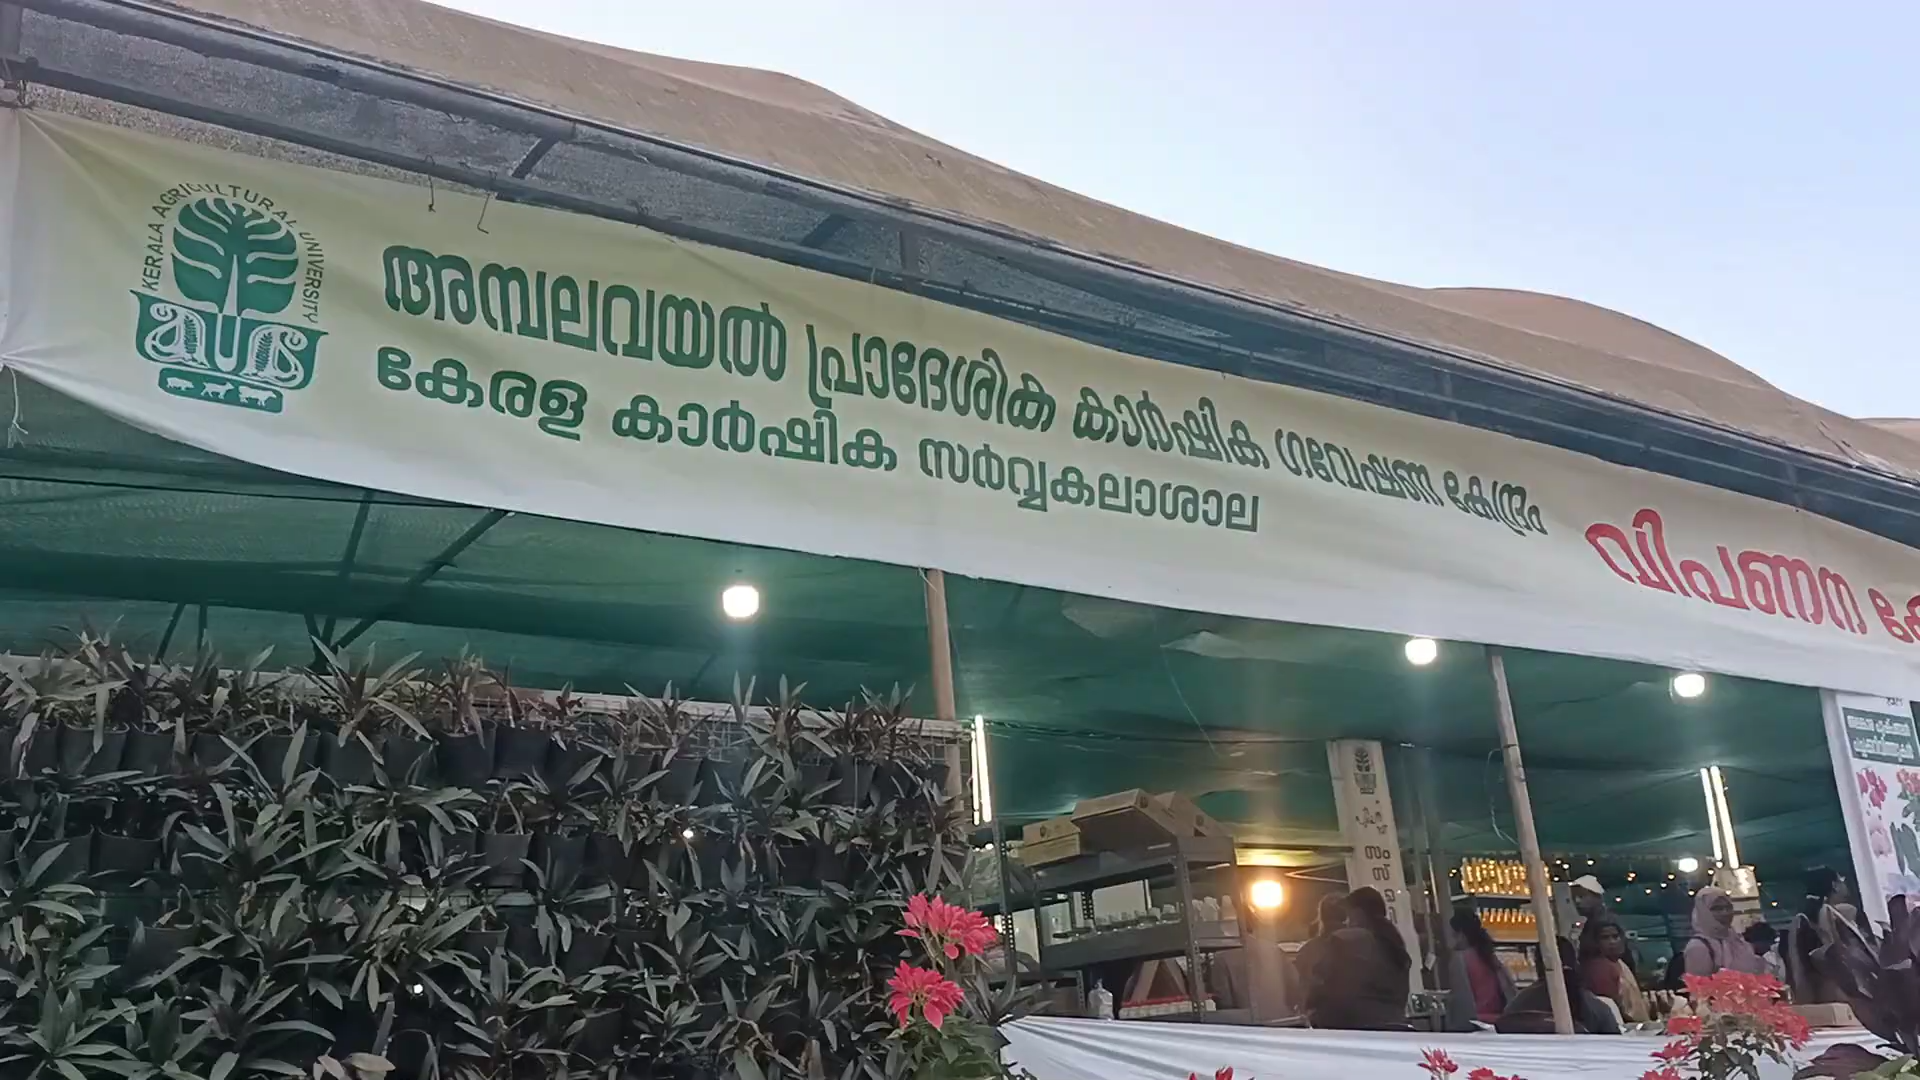 KERALA AGRICULTURAL UNIVERSITY
അമ്പലവയൽ പ്രാദേശിക കാർഷിക ഗവേഷണ കേന്ദ്രം
കേരള കാർഷിക സർവ്വകലാശാല
വിപണന